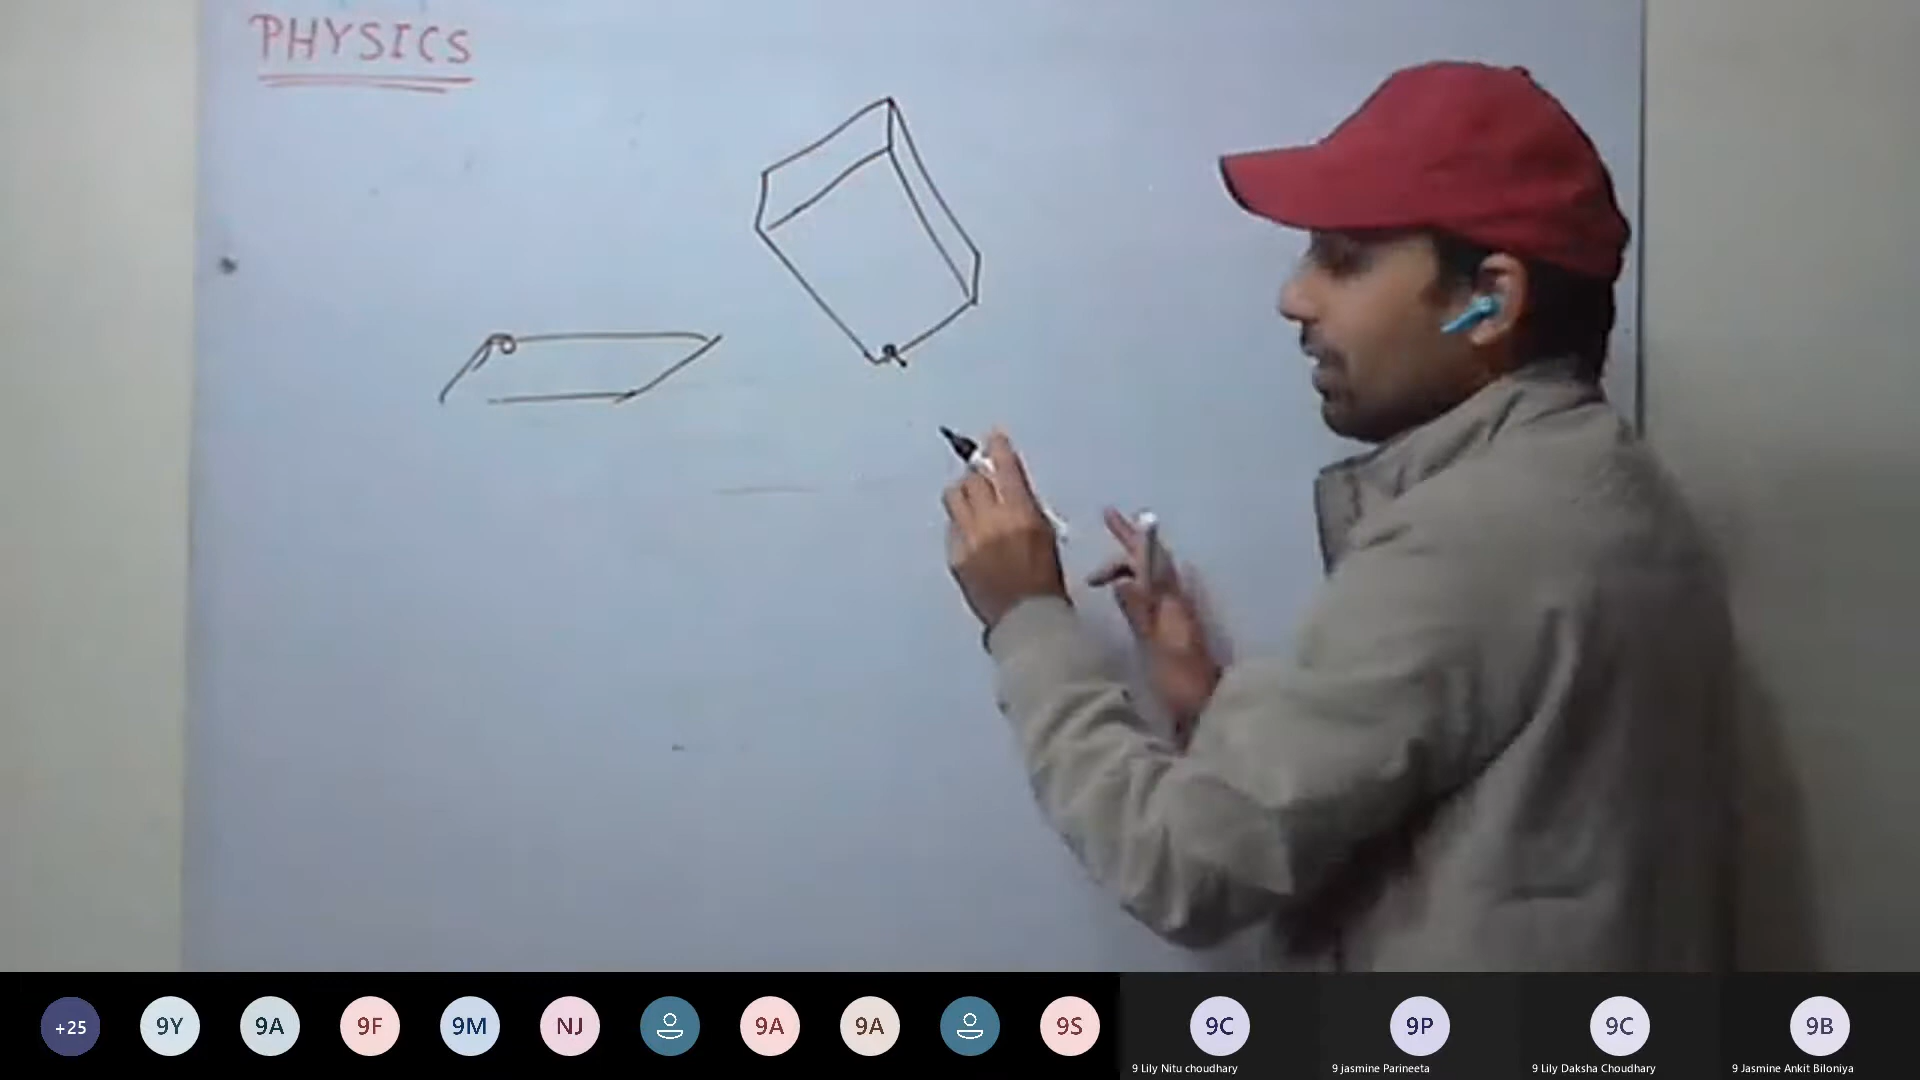 PHYSICS
+25
9Y
9A
9F
9M
NJ
9A
9A
9S
9C
9P
9C
9B
9 Lily Nitu choudhary
9 jasmine Parineeta
9 Lily Daksha Choudhary
9 Jasmine Ankit Biloniya